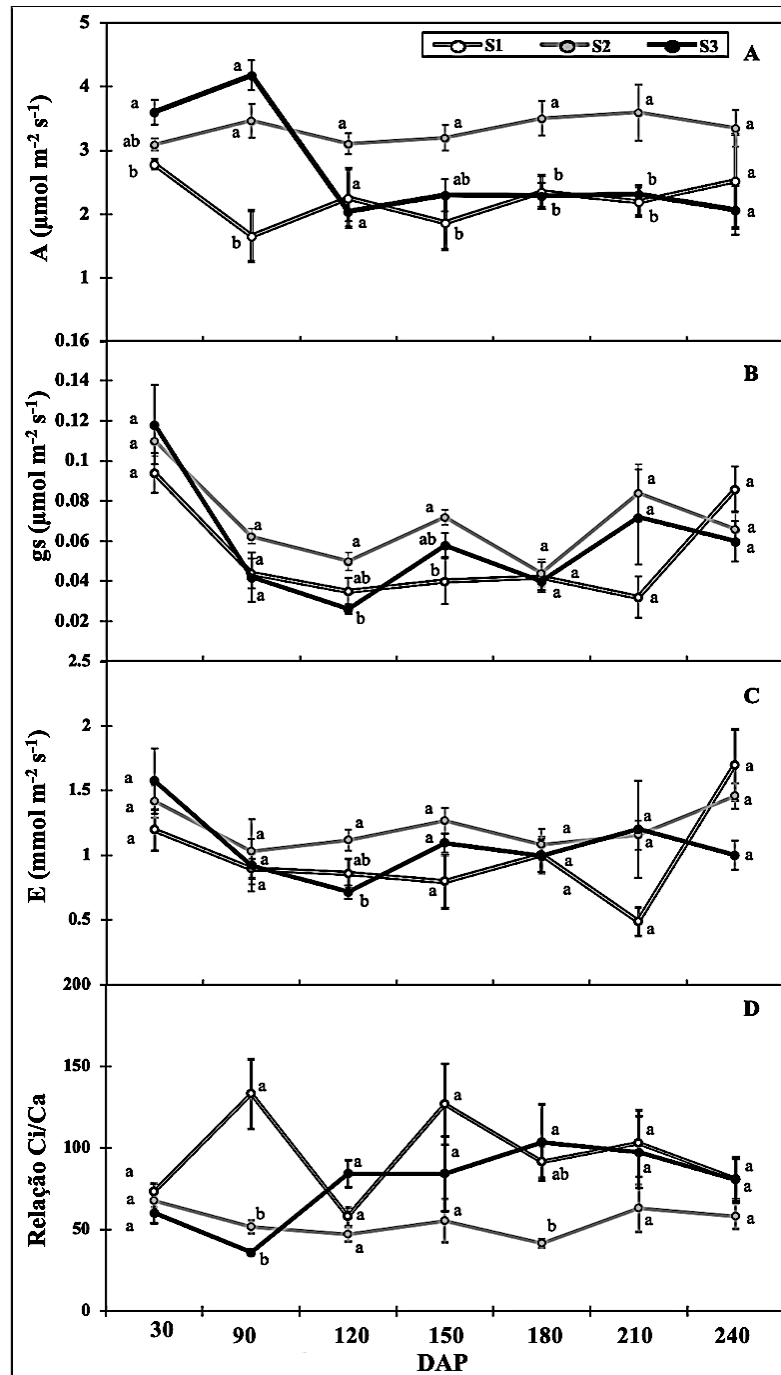 S1 S2 S3
A
5
4
3
2
1
A (µmol m⁻² s⁻¹)
a
a
ab
a
b
b
a
a
a
ab
b
a
b
a
b
b
a
a
a
B
0.16
0.14
0.12
0.1
0.08
0.06
0.04
0.02
gs (µmol m⁻² s⁻¹)
a
a
a
a
a
a
a
ab
b
a
ab
b
a
a
a
a
a
a
a
a
a
C
2.5
2
1.5
1
0.5
E (mmol m⁻² s⁻¹)
a
a
a
a
a
a
a
ab
b
a
a
a
a
a
a
a
a
a
a
a
a
D
200
150
100
50
0
Relação Ci/Ca
a
a
a
a
b
b
a
a
a
a
a
a
a
ab
b
a
a
a
a
a
a
30 90 120 150 180 210 240
DAP